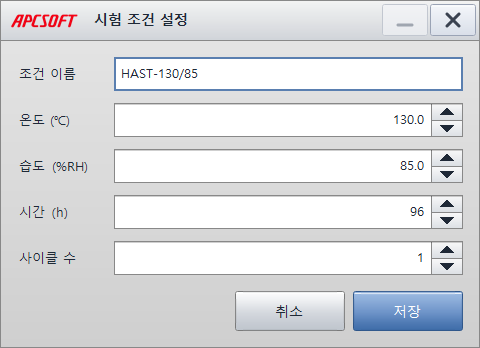 APCSOFT 시험 조건 설정
조건 이름 HAST-130/85
온도 (℃) 130.0
습도 (%RH) 85.0
시간 (h) 96
사이클 수 1
취소 저장